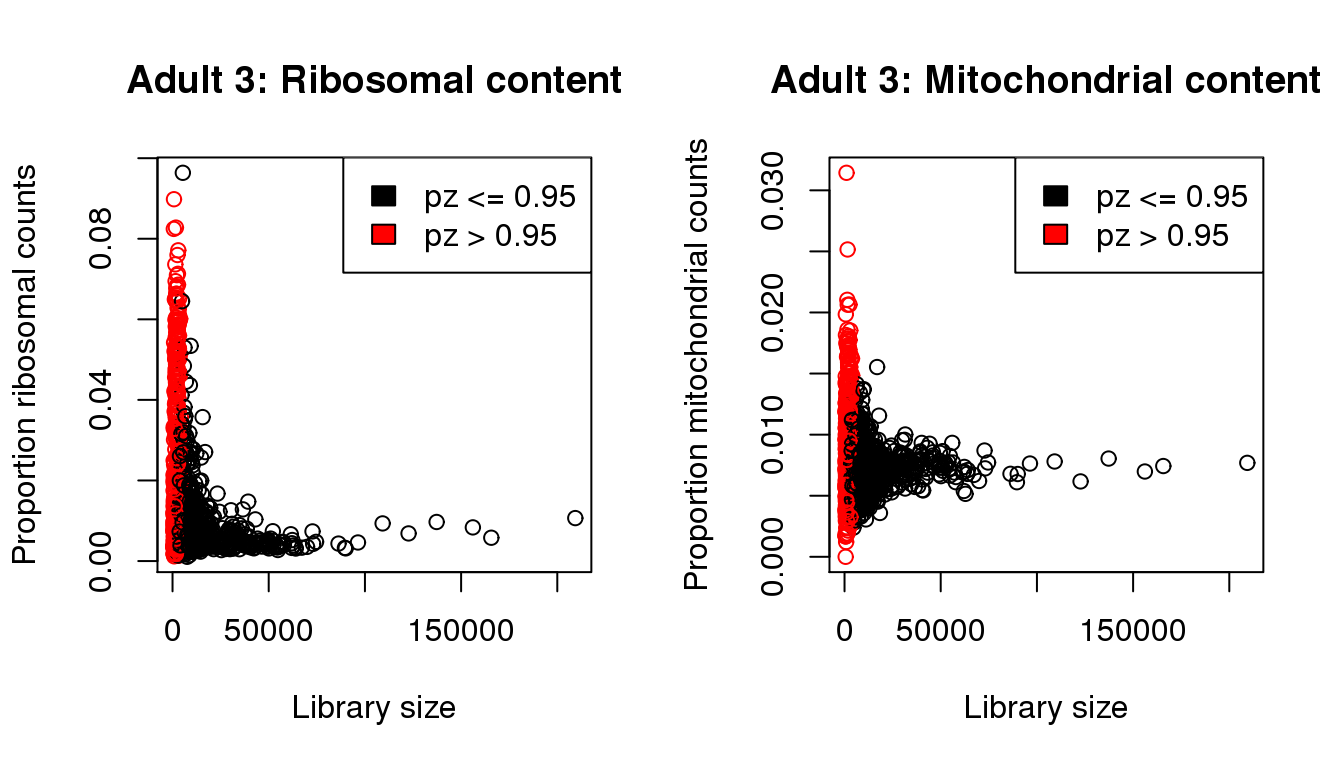 Adult 3: Ribosomal content
Proportion ribosomal counts
0.00
0.04
0.08
pz <= 0.95
pz > 0.95
0
50000
150000
Library size
Adult 3: Mitochondrial content
Proportion mitochondrial counts
0.000
0.010
0.020
0.030
pz <= 0.95
pz > 0.95
0
50000
150000
Library size